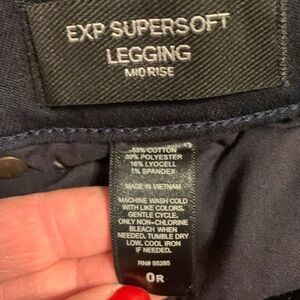 EXP SUPERSOFT
LEGGING
MID RISE
53% COTTON
30% POLYESTER
16% LYOCELL
1% SPANDEX
MADE IN VIETNAM
MACHINE WASH COLD
WITH LIKE COLORS.
GENTLE CYCLE.
ONLY NON-CHLORINE
BLEACH WHEN
NEEDED. TUMBLE DRY
LOW. COOL IRON
IF NEEDED.
RN# 55285
0R